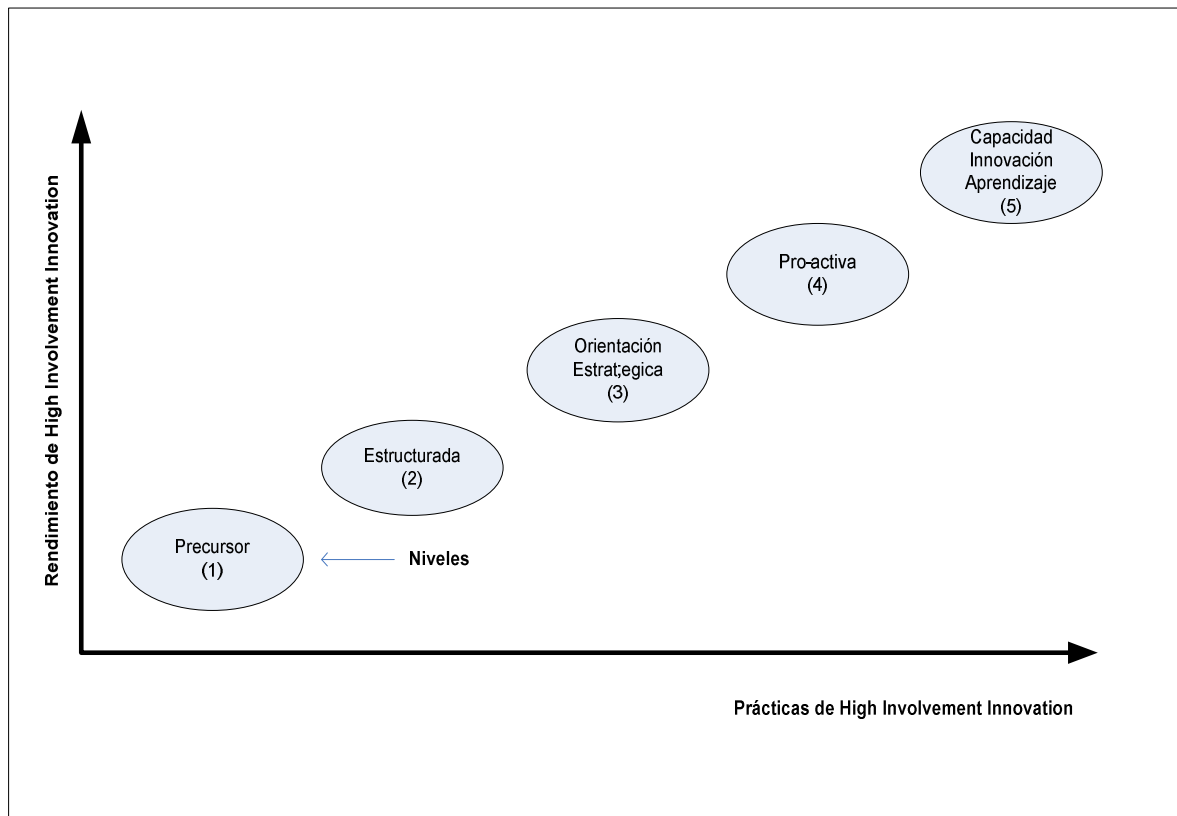 Capacidad
Innovación
Aprendizaje
(5)
Pro-activa
(4)
Orientación
Estrat;egica
(3)
Estructurada
(2)
Precursor
(1)
Niveles
Rendimiento de High Involvement Innovation
Prácticas de High Involvement Innovation